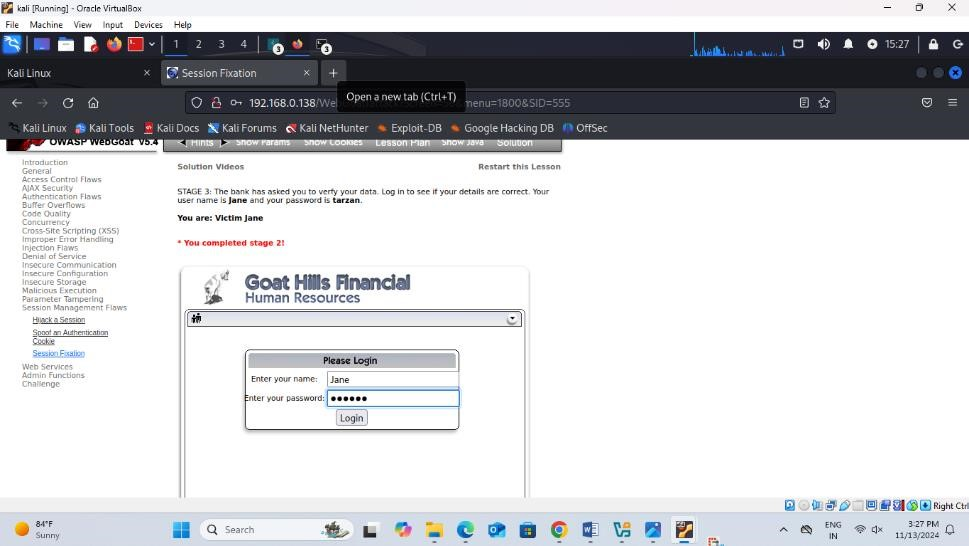 kali [Running] - Oracle VirtualBox
File Machine View Input Devices Help
1 2 3 4 3 3 15:27
Kali Linux × Session Fixation × +
Open a new tab (Ctrl+T)
192.168.0.138/We menu=1800&SID=555
Kali Linux Kali Tools Kali Docs Kali Forums Kali NetHunter Exploit-DB Google Hacking DB OffSec
OWASP WebGoat V5.4 Hints Show Params Show Cookies Lesson Plan Show Java Solution
Introduction
General
Access Control Flaws
AJAX Security
Authentication Flaws
Buffer Overflows
Code Quality
Concurrency
Cross-Site Scripting (XSS)
Improper Error Handling
Injection Flaws
Denial of Service
Insecure Communication
Insecure Configuration
Insecure Storage
Malicious Execution
Parameter Tampering
Session Management Flaws
Hijack a Session
Spoof an Authentication
Cookie
Session Fixation
Web Services
Admin Functions
Challenge
Solution Videos Restart this Lesson
STAGE 3: The bank has asked you to verfy your data. Log in to see if your details are correct. Your
user name is Jane and your password is tarzan.
You are: Victim Jane
* You completed stage 2!
Goat Hills Financial
Human Resources
Please Login
Enter your name: Jane
Enter your password: ●●●●●●
Login
Right Ctrl
84°F
Sunny
Search
ENG
IN
3:27 PM
11/13/2024